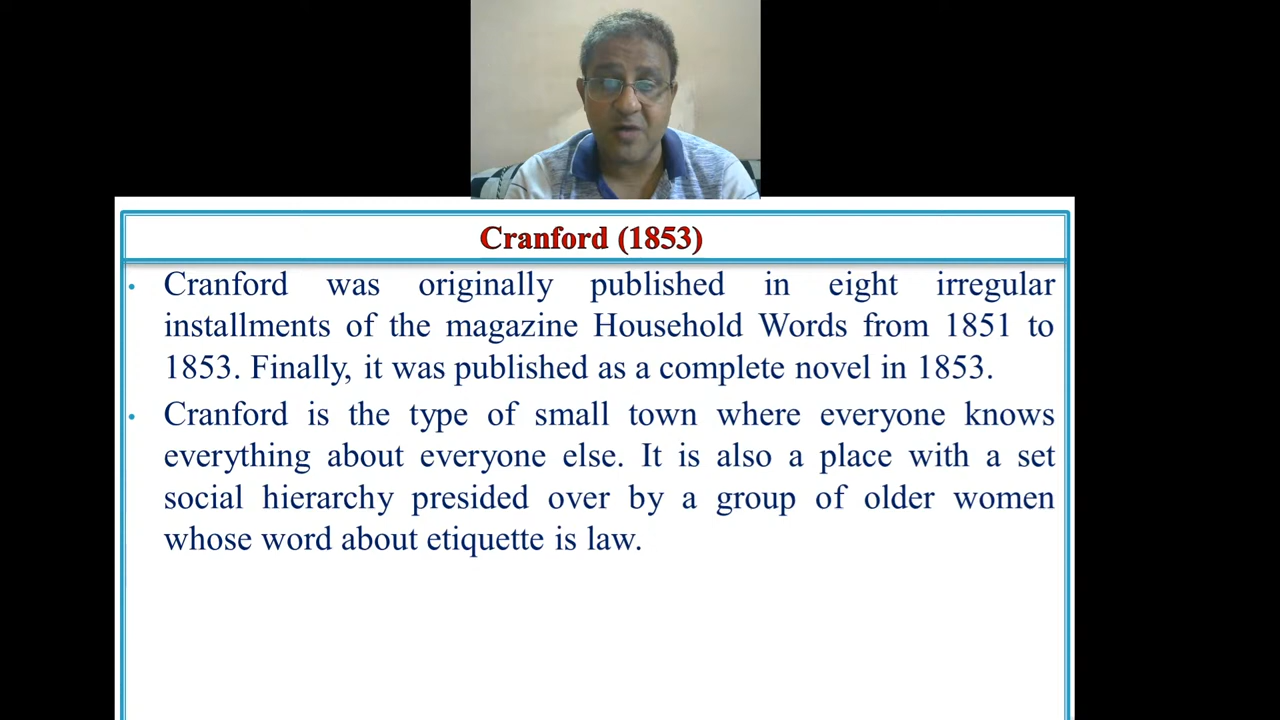 Cranford (1853)
• Cranford was originally published in eight irregular
installments of the magazine Household Words from 1851 to
1853. Finally, it was published as a complete novel in 1853.
• Cranford is the type of small town where everyone knows
everything about everyone else. It is also a place with a set
social hierarchy presided over by a group of older women
whose word about etiquette is law.